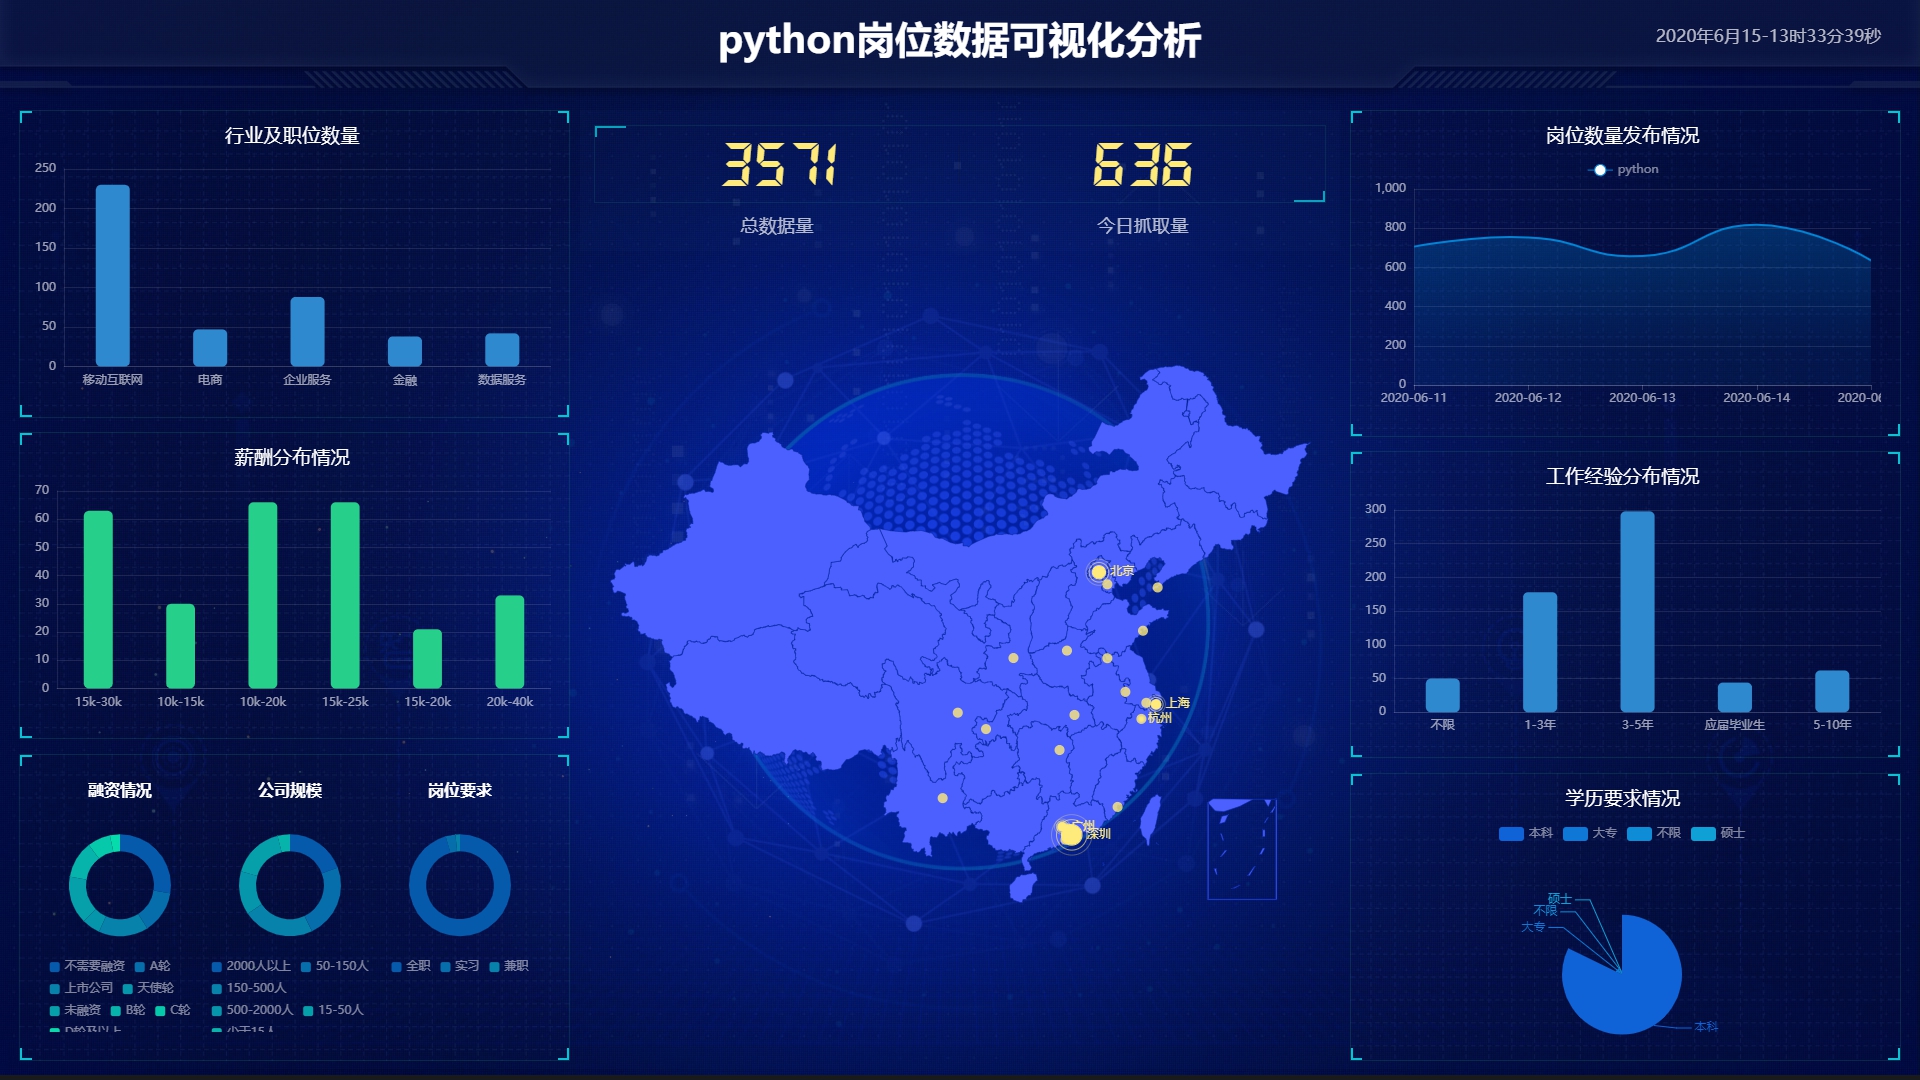 python岗位数据可视化分析
2020年6月15-13时33分39秒
行业及职位数量
250
200
150
100
50
0
移动互联网 电商 企业服务 金融 数据服务
薪酬分布情况
70
60
50
40
30
20
10
0
15k-30k 10k-15k 10k-20k 15k-25k 15k-20k 20k-40k
融资情况 公司规模 岗位要求
不需要融资 A轮
上市公司 天使轮
未融资 B轮 C轮
D轮及以上
2000人以上 50-150人
150-500人
500-2000人 15-50人
少于15人
全职 实习 兼职
3571 636
总数据量 今日抓取量
北京
上海
杭州
广州
深圳
岗位数量发布情况
python
1,000
800
600
400
200
0
2020-06-11 2020-06-12 2020-06-13 2020-06-14 2020-06
工作经验分布情况
300
250
200
150
100
50
0
不限 1-3年 3-5年 应届毕业生 5-10年
学历要求情况
本科 大专 不限 硕士
硕士
不限
大专
本科